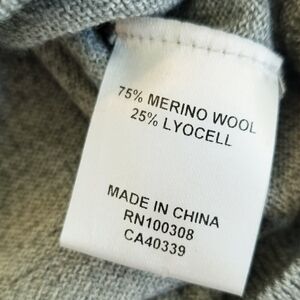 75% MERINO WOOL
25% LYOCELL
MADE IN CHINA
RN100308
CA40339